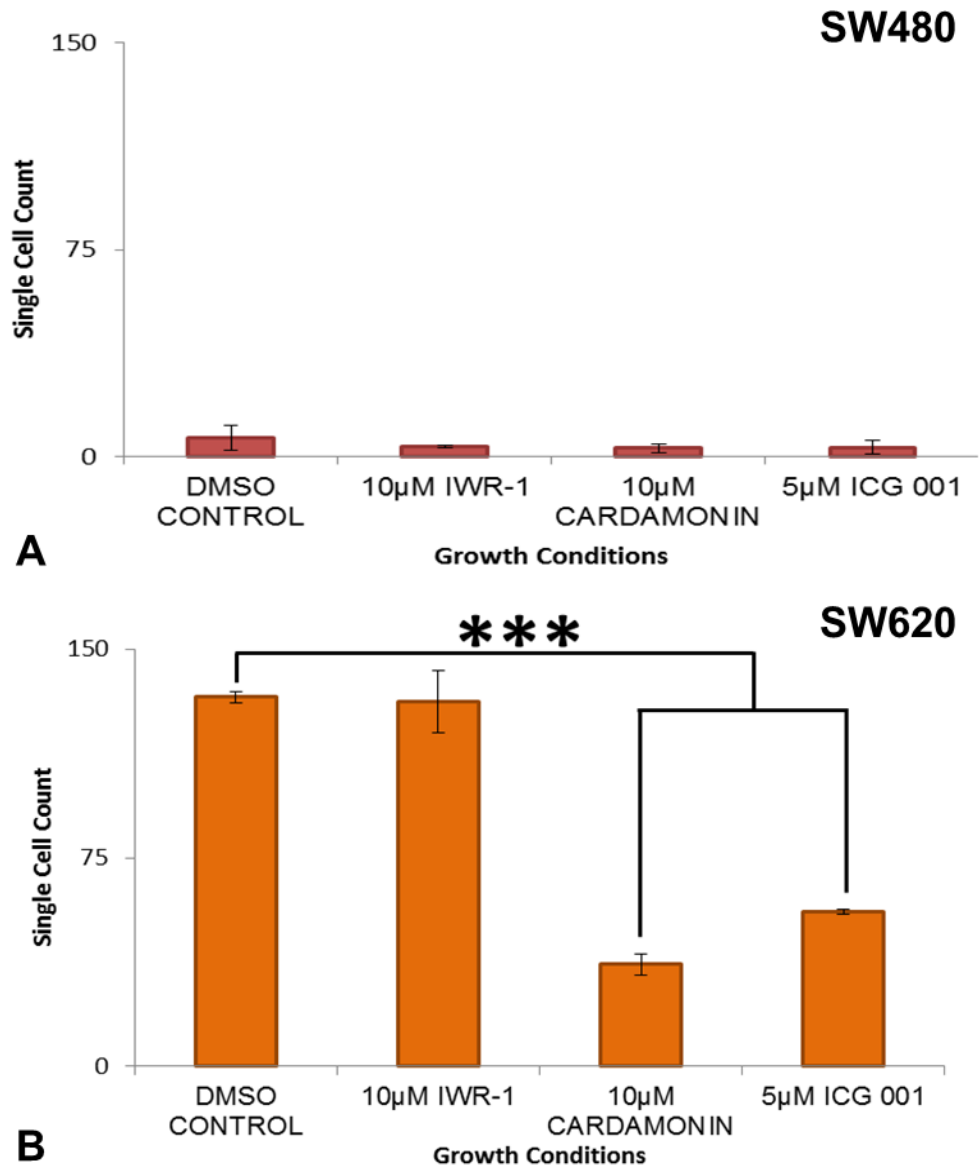 SW480
150
75
0
Single Cell Count
DMSO CONTROL
10µM IWR-1
10µM CARDAMONIN
5µM ICG 001
Growth Conditions
A
SW620
***
150
75
0
Single Cell Count
DMSO CONTROL
10µM IWR-1
10µM CARDAMONIN
5µM ICG 001
Growth Conditions
B